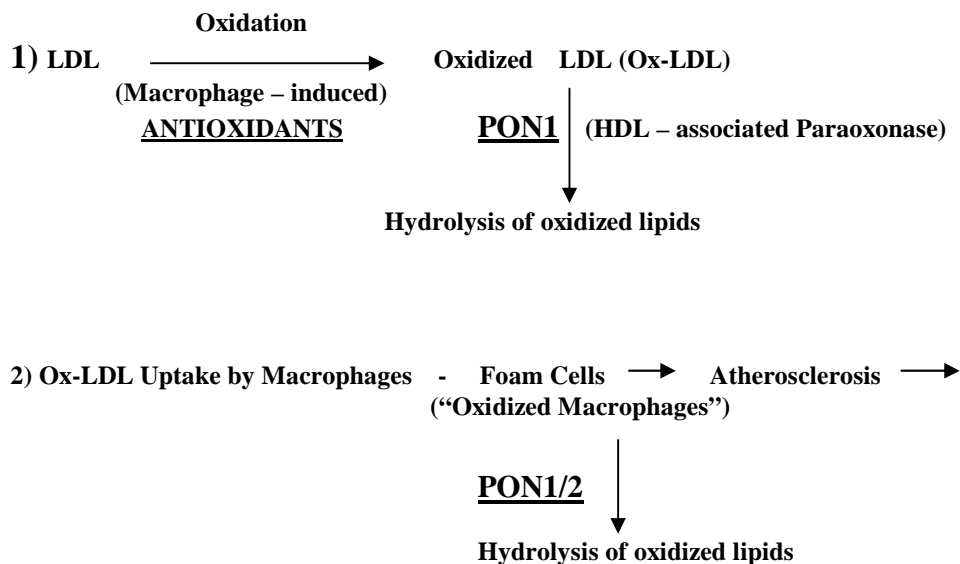 Oxidation
1) LDL Oxidized LDL (Ox-LDL)
(Macrophage – induced)
ANTIOXIDANTS PON1 (HDL – associated Paraoxonase)
Hydrolysis of oxidized lipids
2) Ox-LDL Uptake by Macrophages - Foam Cells Atherosclerosis
(“Oxidized Macrophages”)
PON1/2
Hydrolysis of oxidized lipids